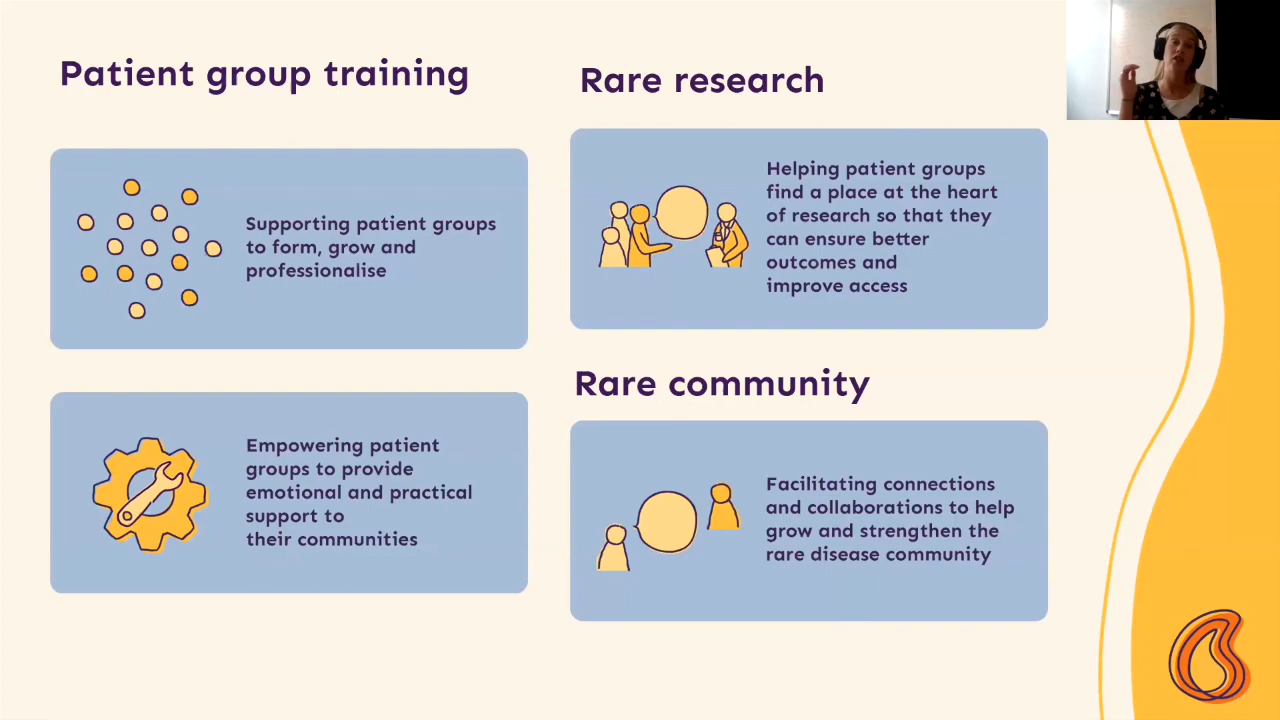 Patient group training
Supporting patient groups
to form, grow and
professionalise
Empowering patient
groups to provide
emotional and practical
support to
their communities
Rare research
Helping patient groups
find a place at the heart
of research so that they
can ensure better
outcomes and
improve access
Rare community
Facilitating connections
and collaborations to help
grow and strengthen the
rare disease community